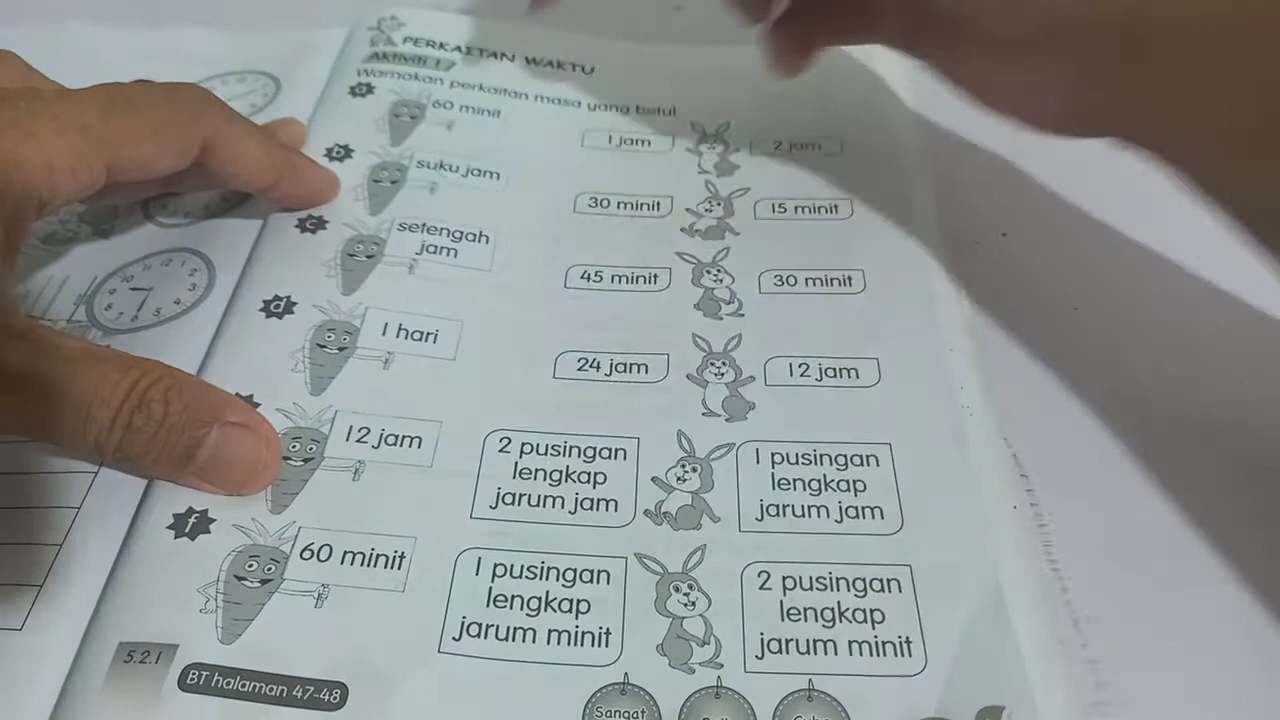 PERKAITAN WAKTU
Aktiviti 1
Warnakan perkaitan masa yang betul
a
60 minit
1 jam
2 jam
b
suku jam
30 minit
15 minit
c
setengah
jam
45 minit
30 minit
d
1 hari
24 jam
12 jam
12 jam
2 pusingan
lengkap
jarum jam
1 pusingan
lengkap
jarum jam
f
60 minit
1 pusingan
lengkap
jarum minit
2 pusingan
lengkap
jarum minit
5.2.1
BT halaman 47-48
Sangat